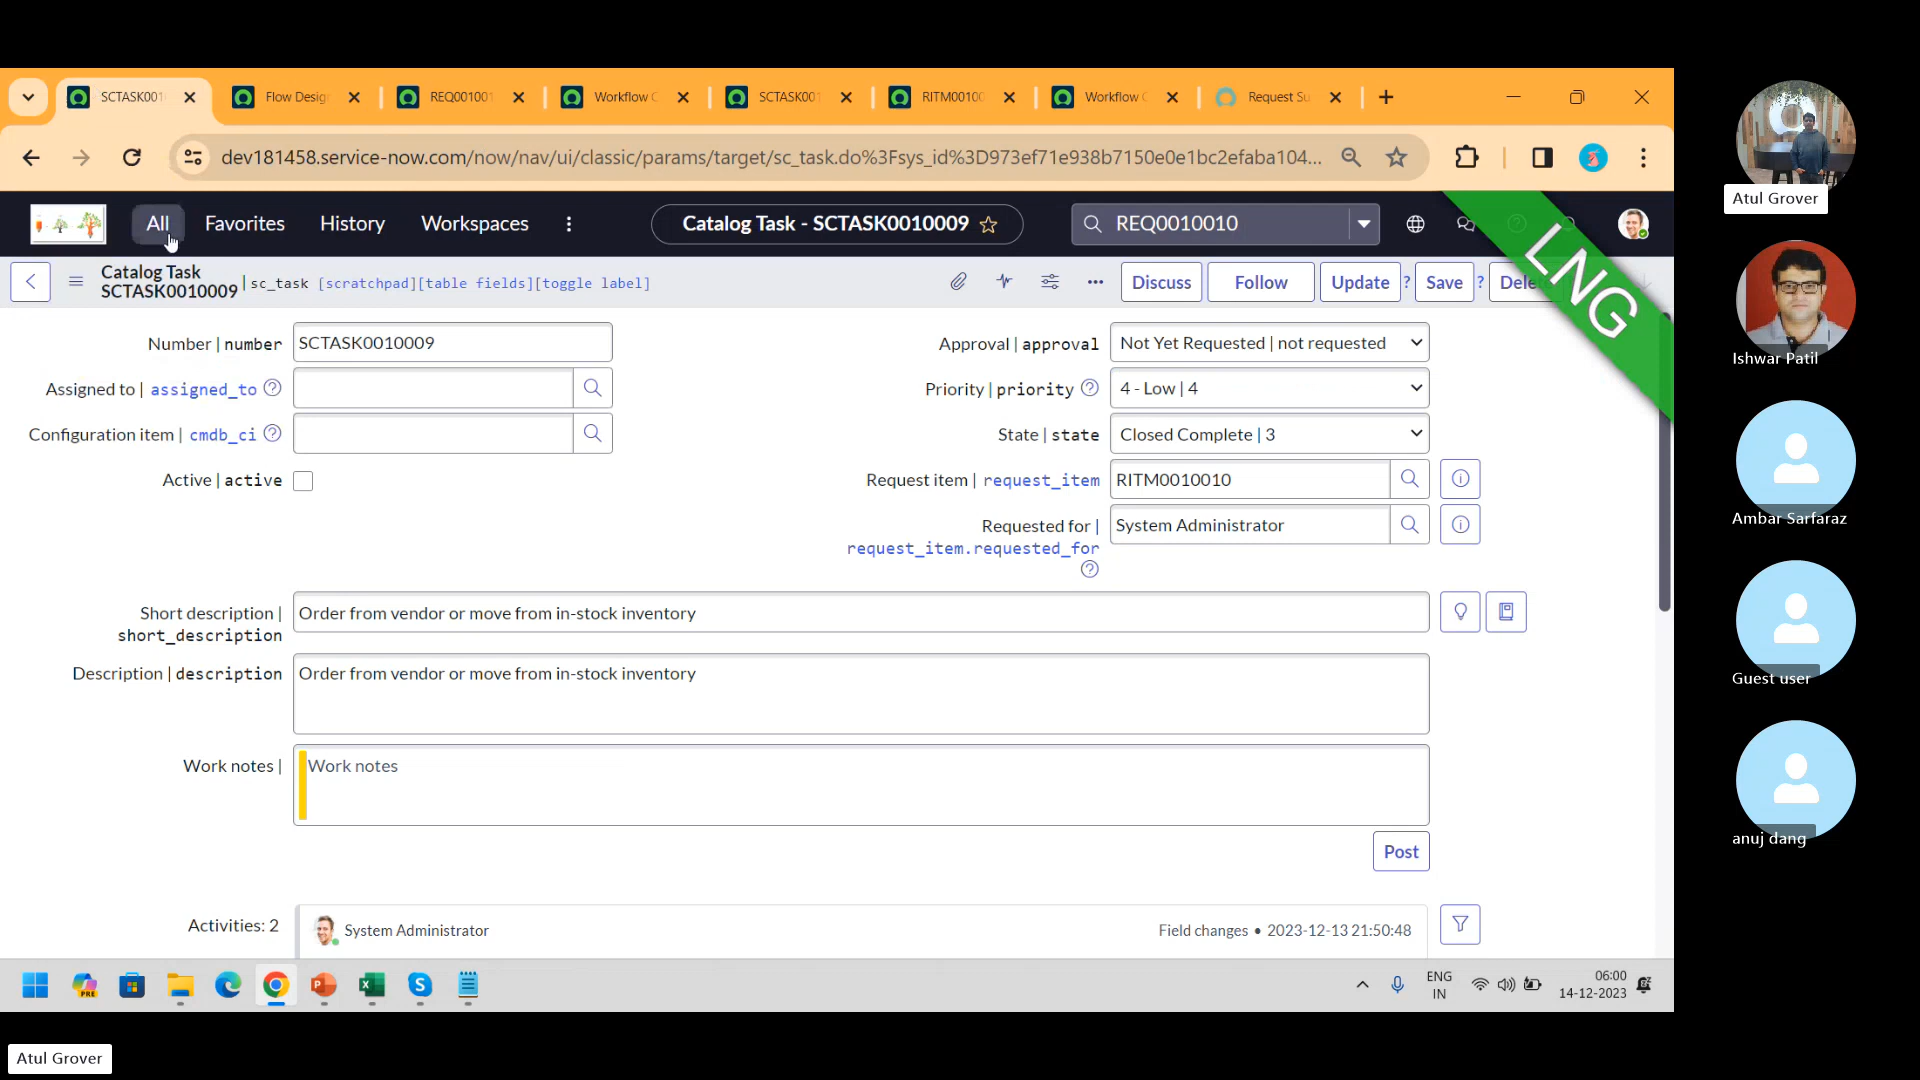 SCTASK001
Flow Desig
REQ001001
Workflow C
SCTASK001
RITM00100
Workflow C
Request Su
dev181458.service-now.com/now/nav/ui/classic/params/target/sc_task.do%3Fsys_id%3D973ef71e938b7150e0e1bc2efaba104...
All
Favorites
History
Workspaces
Catalog Task - SCTASK0010009
REQ0010010
LNG
Catalog Task
SCTASK0010009
sc_task [scratchpad][table fields][toggle label]
Discuss
Follow
Update
?
Save
?
Number | number
SCTASK0010009
Approval | approval
Not Yet Requested | not requested
Assigned to | assigned_to
Priority | priority
4 - Low | 4
Configuration item | cmdb_ci
State | state
Closed Complete | 3
Active | active
Request item | request_item
RITM0010010
Requested for |
request_item.requested_for
System Administrator
Short description |
short_description
Order from vendor or move from in-stock inventory
Description | description
Order from vendor or move from in-stock inventory
Work notes |
Work notes
Post
Activities: 2
System Administrator
Field changes • 2023-12-13 21:50:48
PRE
ENG
IN
06:00
14-12-2023
Atul Grover
Ishwar Patil
Ambar Sarfaraz
Guest user
anuj dang
Atul Grover